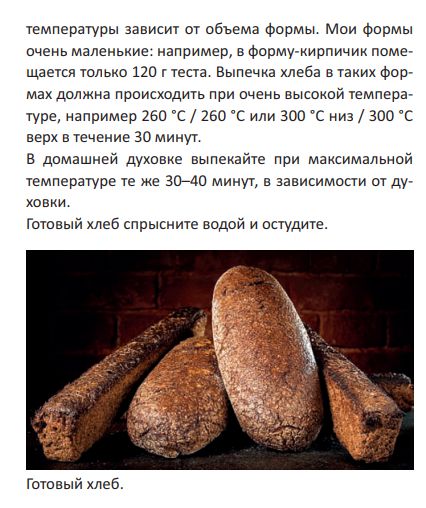 температуры зависит от объема формы. Мои формы
очень маленькие: например, в форму-кирпичик поме-
щается только 120 г теста. Выпечка хлеба в таких фор-
мах должна происходить при очень высокой темпера-
туре, например 260 °С / 260 °С или 300 °С низ / 300 °С
верх в течение 30 минут.
В домашней духовке выпекайте при максимальной
температуре те же 30–40 минут, в зависимости от ду-
ховки.
Готовый хлеб спрысните водой и остудите.
Готовый хлеб.